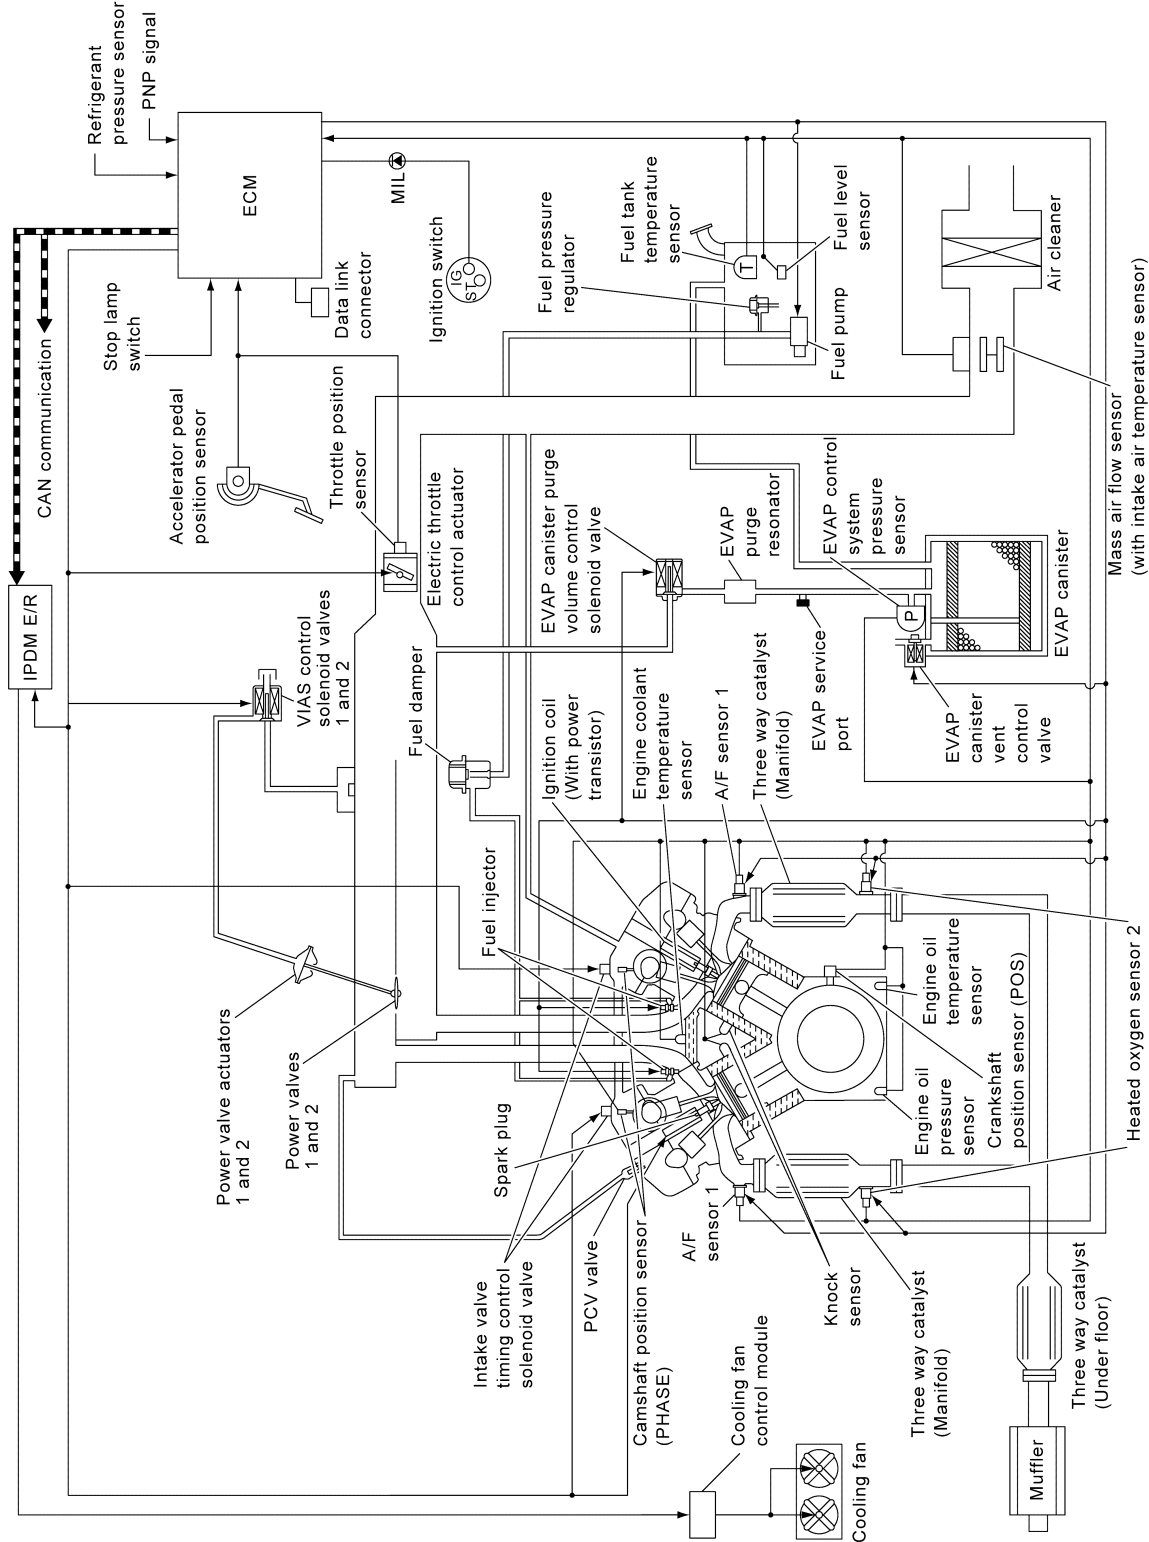 Refrigerant
pressure sensor
PNP signal
ECM
MIL
Ignition switch
IG
ST
Data link
connector
Stop lamp
switch
CAN communication
Accelerator pedal
position sensor
Throttle position
sensor
Electric throttle
control actuator
Fuel pressure
regulator
Fuel tank
temperature
sensor
T
Fuel level
sensor
Fuel pump
Air cleaner
Mass air flow sensor
(with intake air temperature sensor)
EVAP canister purge
volume control
solenoid valve
EVAP
purge
resonator
EVAP control
system
pressure
sensor
P
EVAP canister
EVAP
canister
vent
control
valve
EVAP service
port
IPDM E/R
VIAS control
solenoid valves
1 and 2
Fuel damper
Ignition coil
(With power
transistor)
Engine coolant
temperature
sensor
A/F sensor 1
Three way catalyst
(Manifold)
Fuel injector
Power valve actuators
1 and 2
Power valves
1 and 2
Spark plug
Intake valve
timing control
solenoid valve
PCV valve
Camshaft position sensor
(PHASE)
A/F
sensor 1
Engine oil
temperature
sensor
Engine oil
pressure
sensor
Crankshaft
position sensor (POS)
Heated oxygen sensor 2
Knock
sensor
Three way catalyst
(Manifold)
Three way catalyst
(Under floor)
Muffler
Cooling fan
control module
Cooling fan